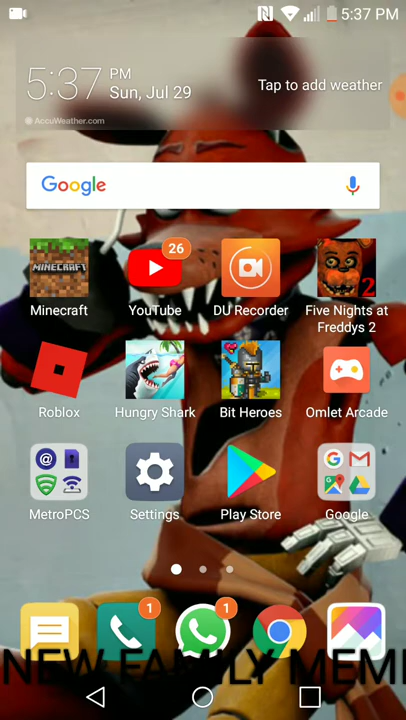 5:37 PM
5:37 PM
Sun, Jul 29
Tap to add weather
AccuWeather.com
Google
26
MINECRAFT
2
Minecraft
YouTube
DU Recorder
Five Nights at
Freddys 2
Roblox
Hungry Shark
Bit Heroes
Omlet Arcade
MetroPCS
Settings
Play Store
Google
1
1
NEW FAMILY MEM